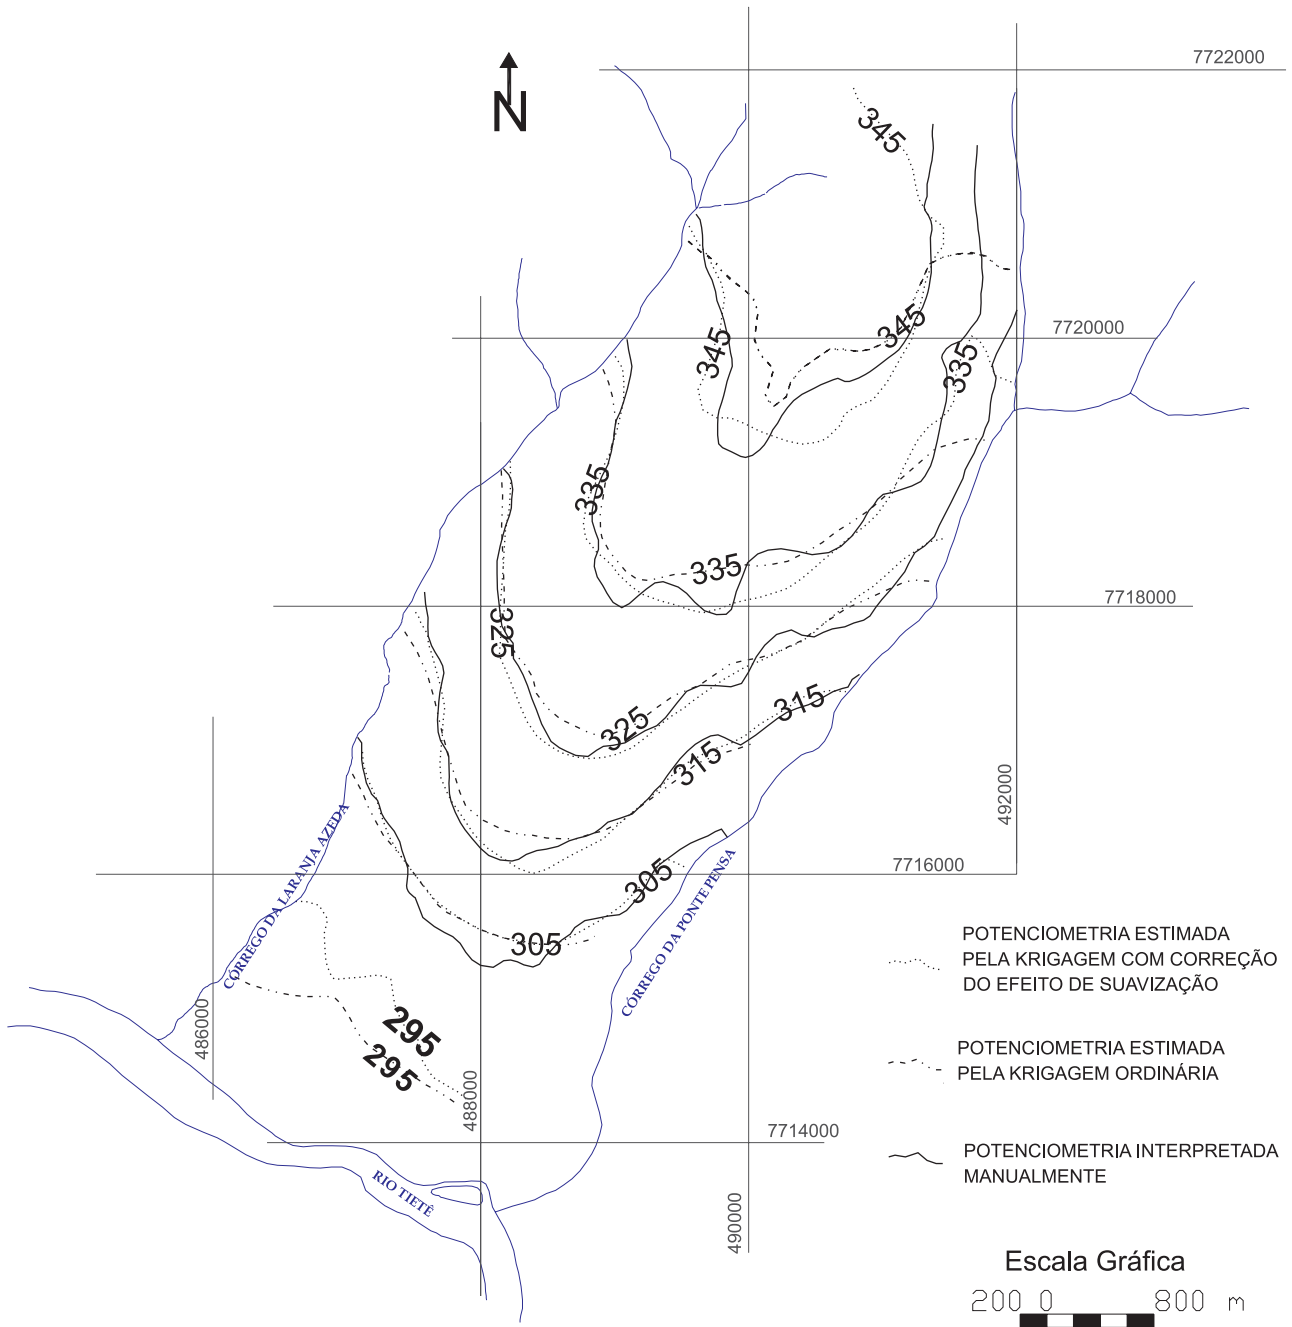 7722000
N
345
345
345
7720000
335
335
335
7718000
325
325
315
315
492000
CÓRREGO DA LARANJA AZEDA
CÓRREGO DA PONTE PENSA
7716000
305
305
POTENCIOMETRIA ESTIMADA
PELA KRIGAGEM COM CORREÇÃO
DO EFEITO DE SUAVIZAÇÃO
486000
295
295
488000
POTENCIOMETRIA ESTIMADA
PELA KRIGAGEM ORDINÁRIA
7714000
POTENCIOMETRIA INTERPRETADA
MANUALMENTE
RIO TIETÊ
490000
Escala Gráfica
200 0 800 m